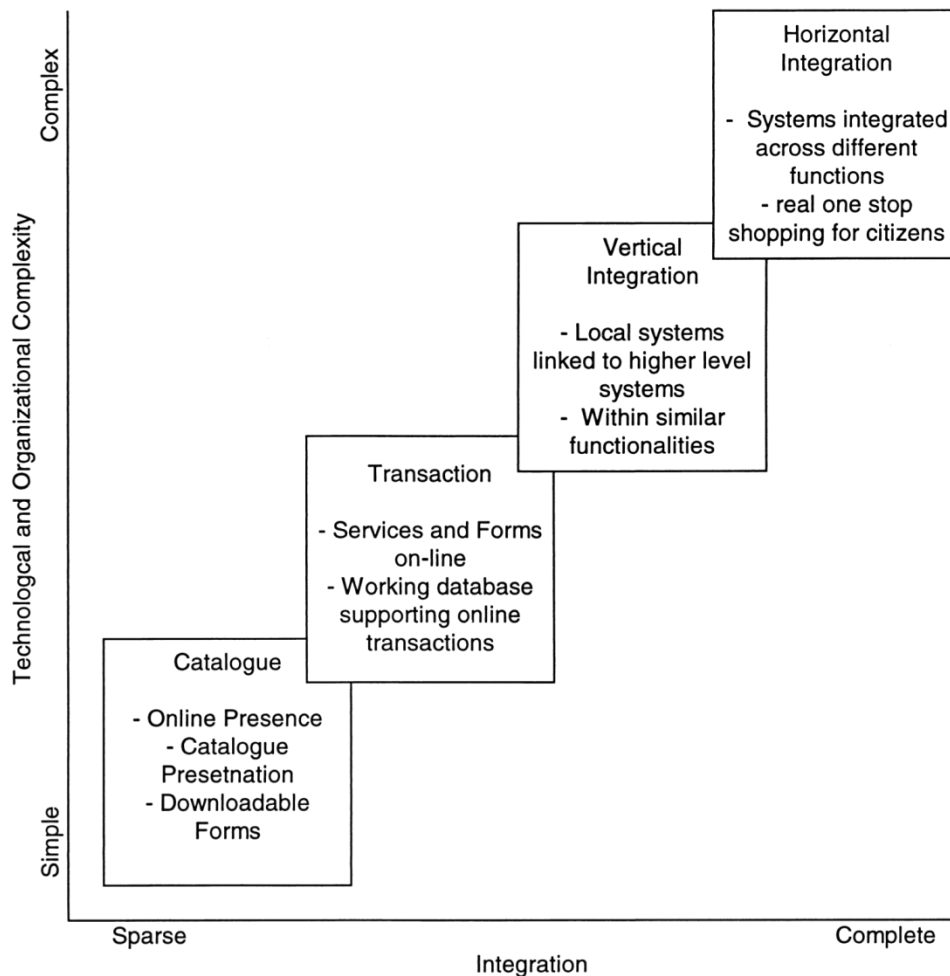 Horizontal
Integration
- Systems integrated
across different
functions
- real one stop
shopping for citizens
Vertical
Integration
- Local systems
linked to higher level
systems
- Within similar
functionalities
Transaction
- Services and Forms
on-line
- Working database
supporting online
transactions
Catalogue
- Online Presence
- Catalogue
Presetnation
- Downloadable
Forms
Complex
Technologcal and Organizational Complexity
Simple
Sparse
Complete
Integration